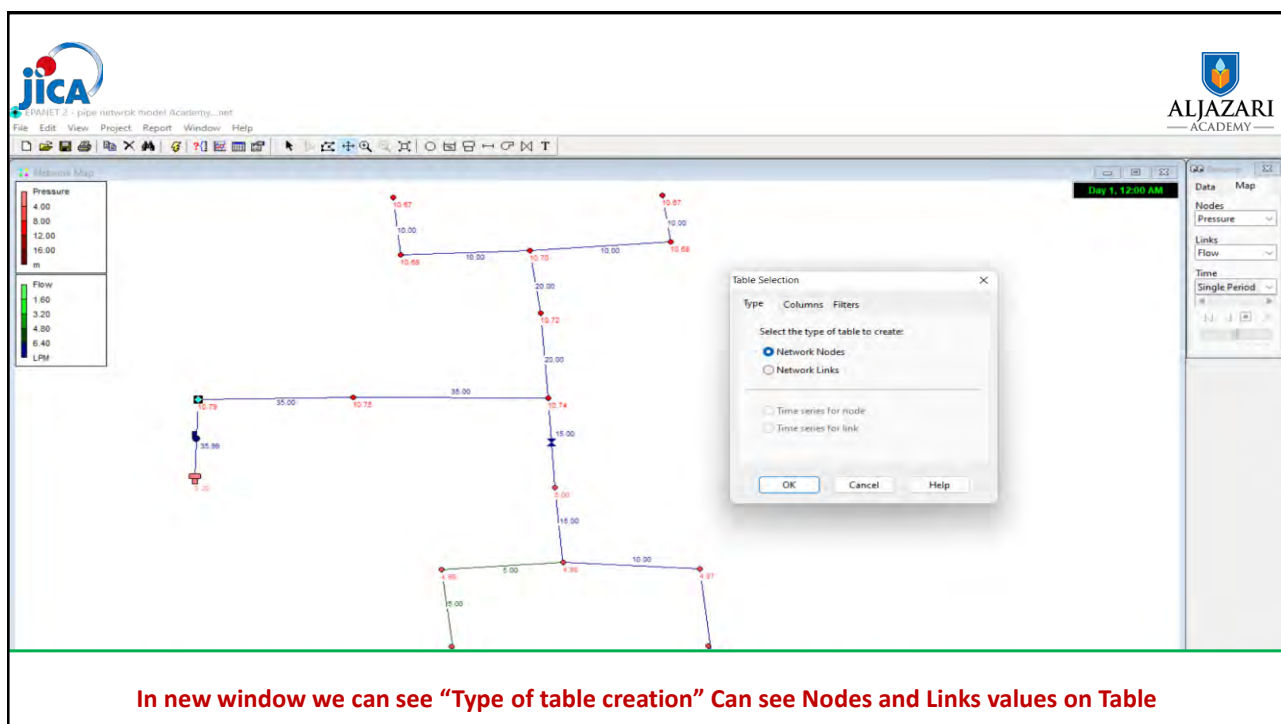 jica
ALJAZARI
ACADEMY
EPANET 2 - pipe netwrok model Academy,..net
File Edit View Project Report Window Help
T
Network Map
Day 1, 12:00 AM
Pressure
4.00
8.00
12.00
16.00
m
Flow
1.60
3.20
4.80
6.40
LPM
10.67
10.67
10.00
10.00
10.68
10.00
10.70
10.00
10.68
20.00
10.72
20.00
10.79
35.00
10.75
35.00
10.74
35.99
15.00
5.00
15.00
4.98
5.00
10.00
4.97
5.00
Data Map
Nodes
Pressure
Links
Flow
Time
Single Period
Table Selection
Type Columns Filters
Select the type of table to create:
Network Nodes
Network Links
Time series for node
Time series for link
OK Cancel Help
In new window we can see “Type of table creation” Can see Nodes and Links values on Table